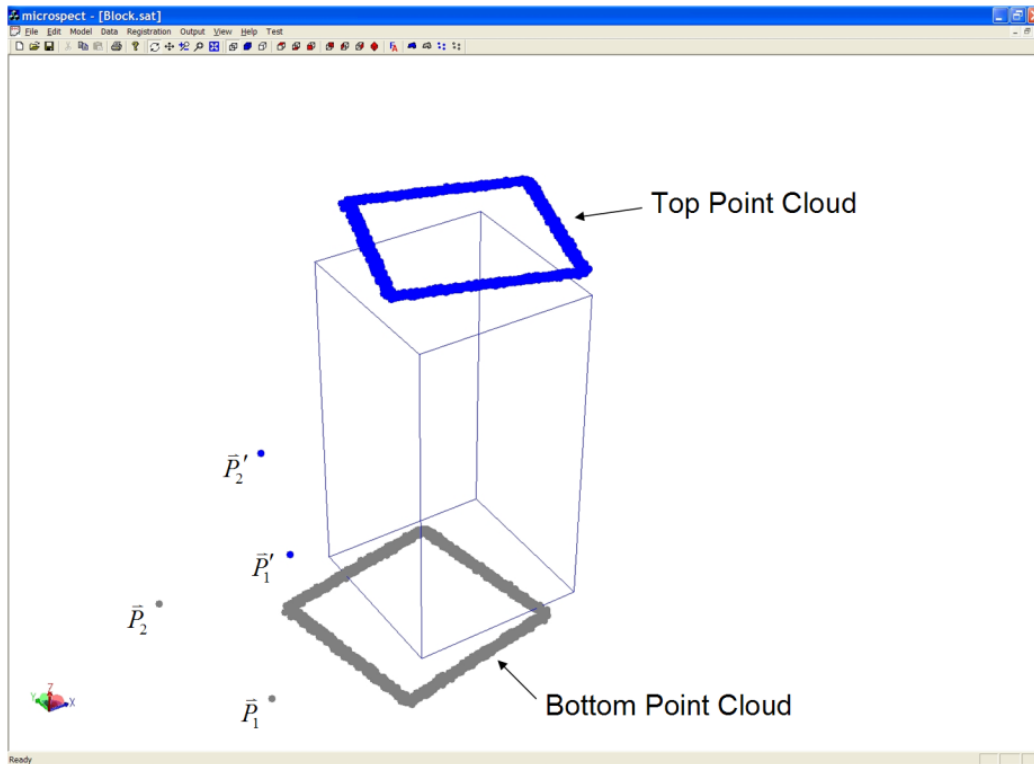 microspect - [Block.sat]
File Edit Model Data Registration Output View Help Test
Top Point Cloud
P⃗₂′
P⃗₁′
P⃗₂
P⃗₁
Bottom Point Cloud
Z
Y
X
Ready